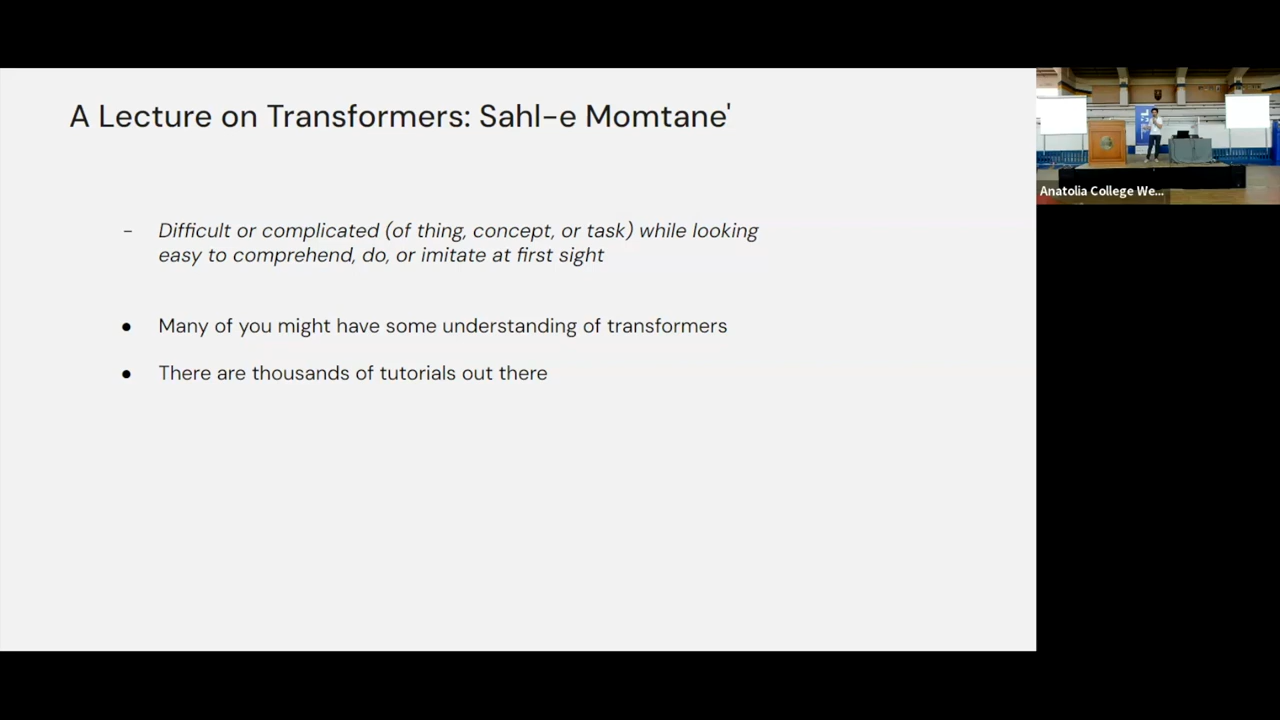 A Lecture on Transformers: Sahl-e Momtane'
- Difficult or complicated (of thing, concept, or task) while looking
easy to comprehend, do, or imitate at first sight
● Many of you might have some understanding of transformers
● There are thousands of tutorials out there
Anatolia College We...